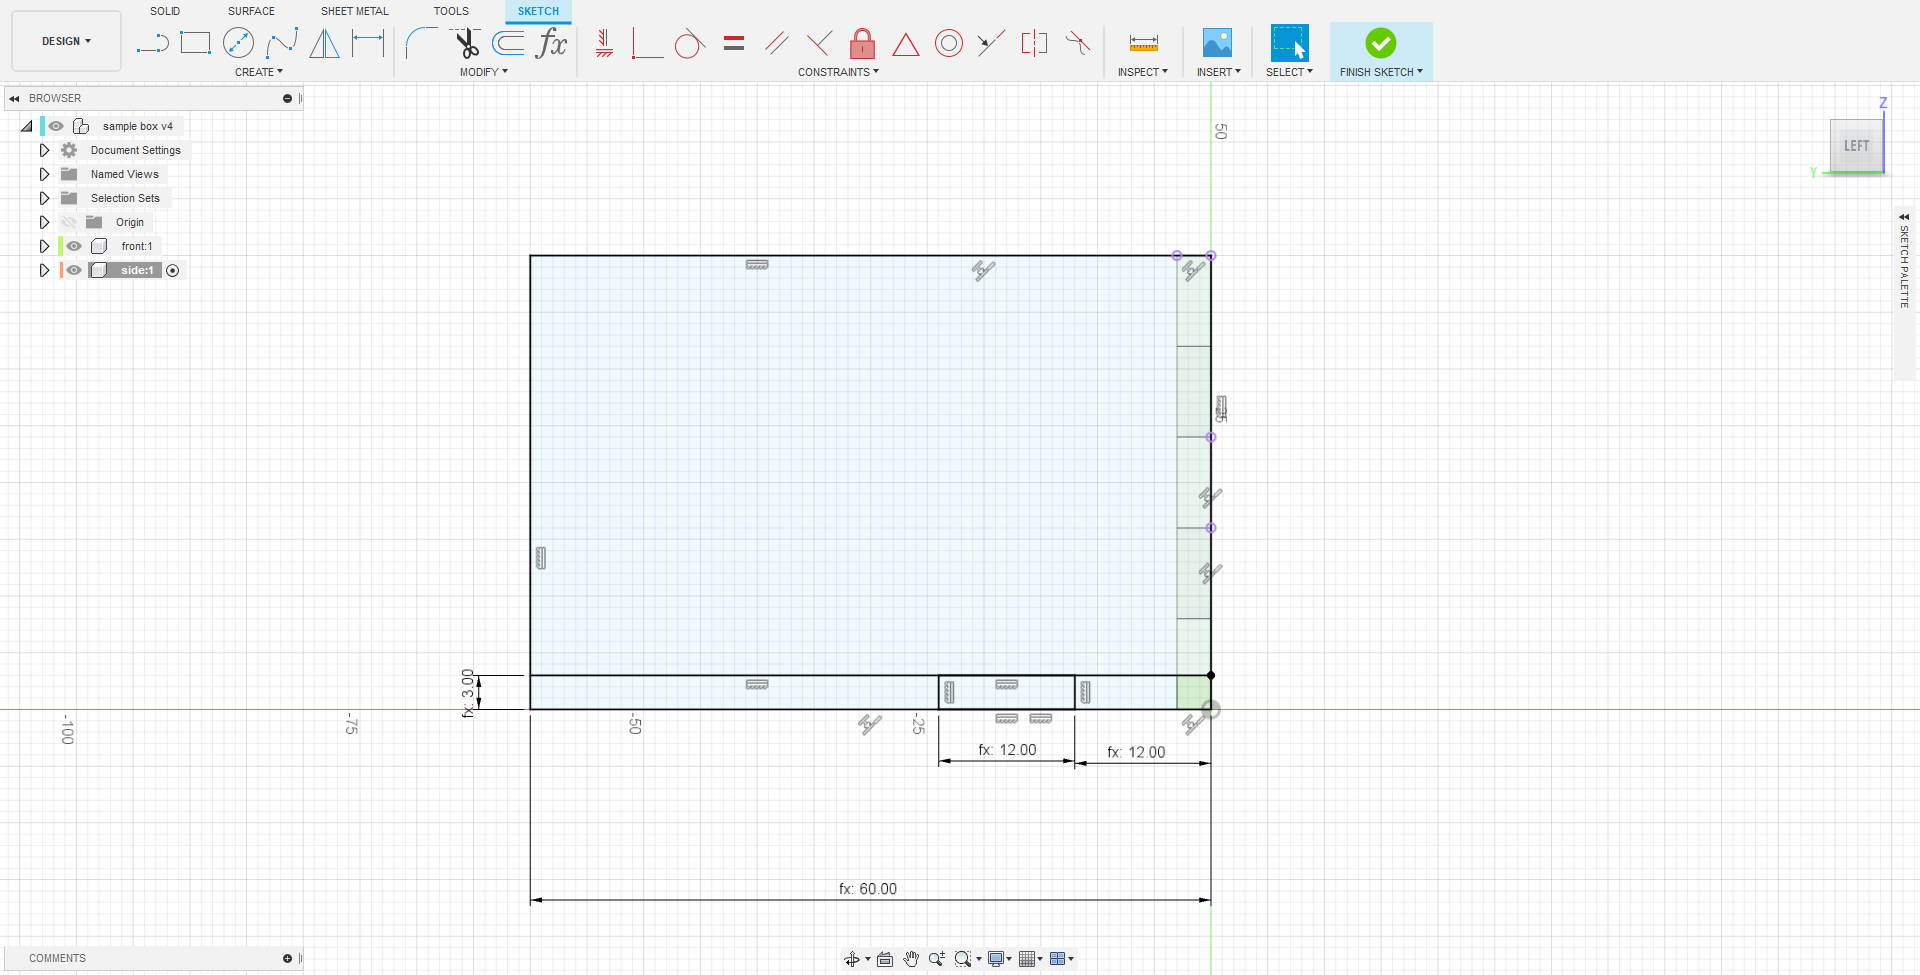 SOLID SURFACE SHEET METAL TOOLS SKETCH
DESIGN
fx
CREATE MODIFY CONSTRAINTS INSPECT INSERT SELECT FINISH SKETCH
BROWSER
sample box v4
Document Settings
Named Views
Selection Sets
Origin
front:1
side:1
50
Z
LEFT
Y
SKETCH PALETTE
fx: 3.00
-100
-75
-50
-25
fx: 12.00
fx: 12.00
fx: 60.00
COMMENTS